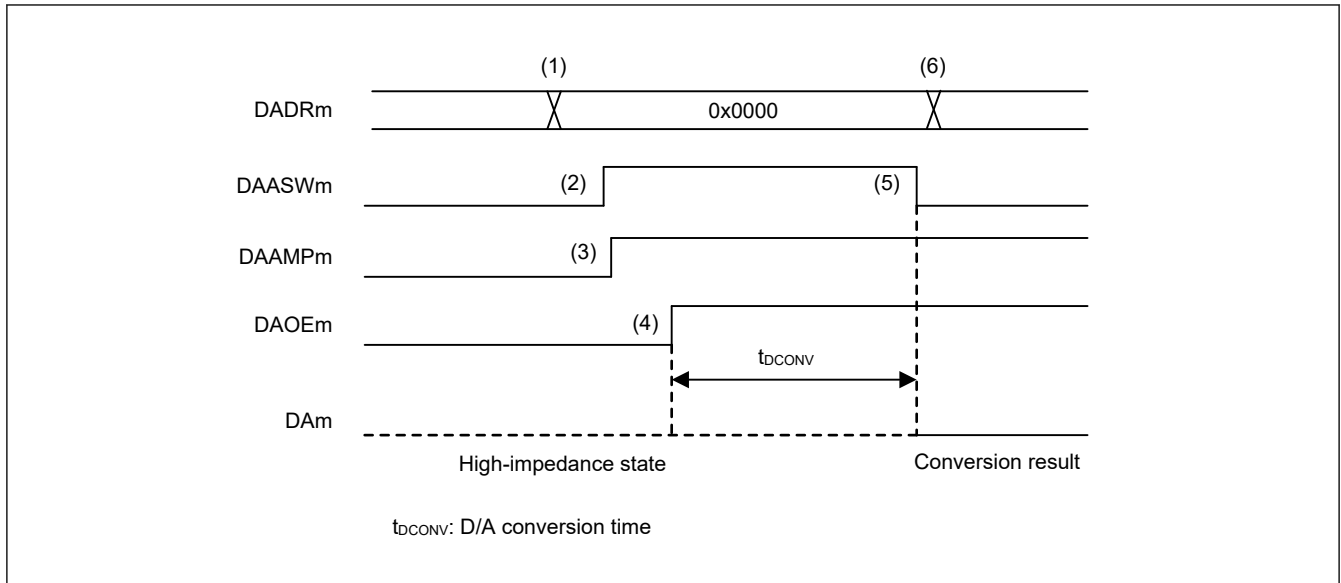 (1) (6)
DADRm 0x0000
DAASWm (2) (5)
DAAMPm (3)
DAOEm (4)
tDCONV
DAm
High-impedance state Conversion result
tDCONV: D/A conversion time